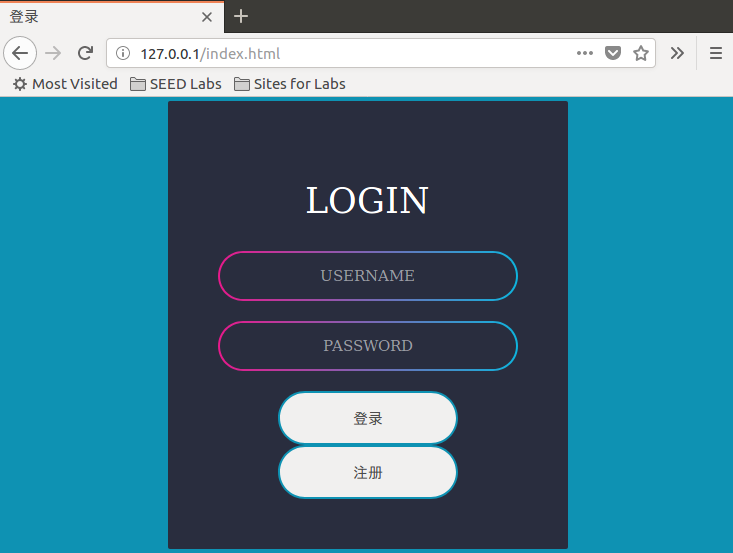 登录
127.0.0.1/index.html
Most Visited SEED Labs Sites for Labs
LOGIN
USERNAME
PASSWORD
登录
注册